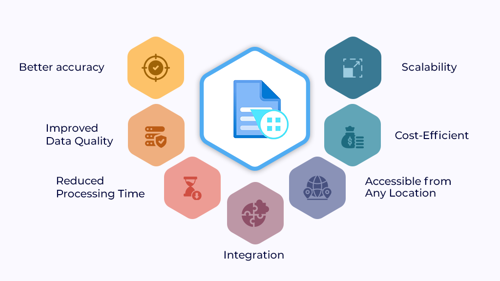 Better accuracy
Scalability
Improved
Data Quality
Cost-Efficient
Reduced
Processing Time
Accessible from
Any Location
Integration